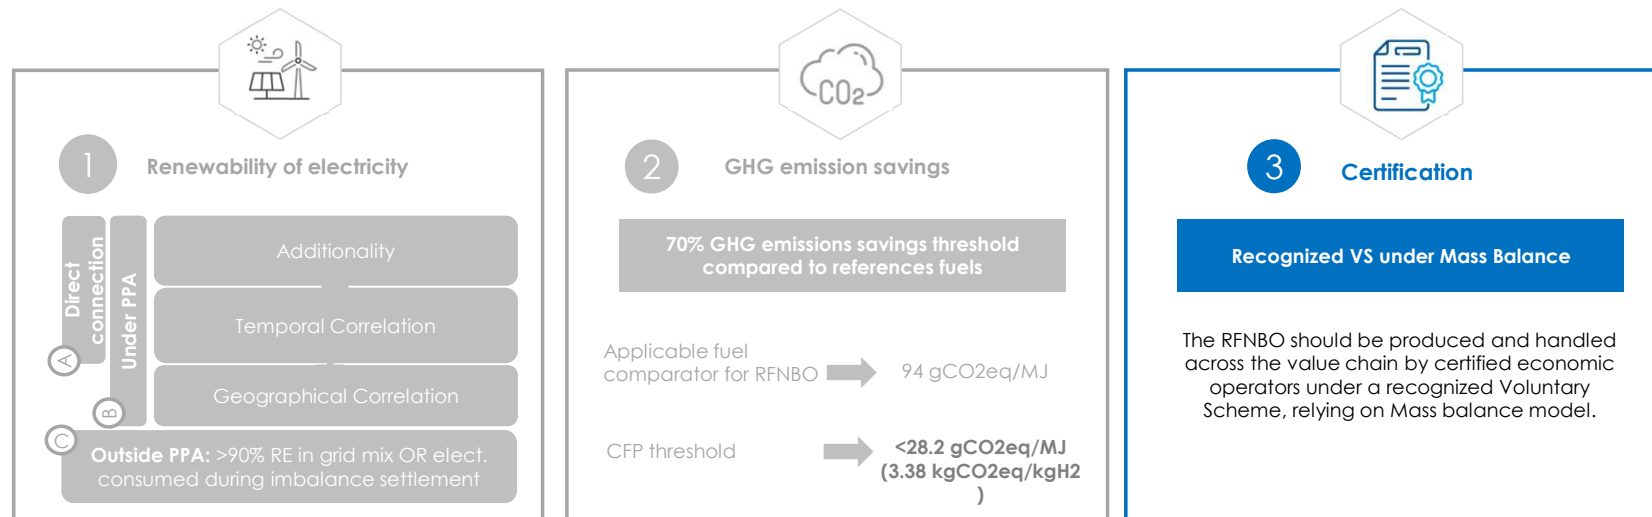 1
Renewability of electricity
Direct
connection
Under PPA
Additionality
Temporal Correlation
Geographical Correlation
A
B
C
Outside PPA: >90% RE in grid mix OR elect.
consumed during imbalance settlement
CO2
2
GHG emission savings
70% GHG emissions savings threshold
compared to references fuels
Applicable fuel
comparator for RFNBO
94 gCO2eq/MJ
CFP threshold
<28.2 gCO2eq/MJ
(3.38 kgCO2eq/kgH2
)
3
Certification
Recognized VS under Mass Balance
The RFNBO should be produced and handled
across the value chain by certified economic
operators under a recognized Voluntary
Scheme, relying on Mass balance model.